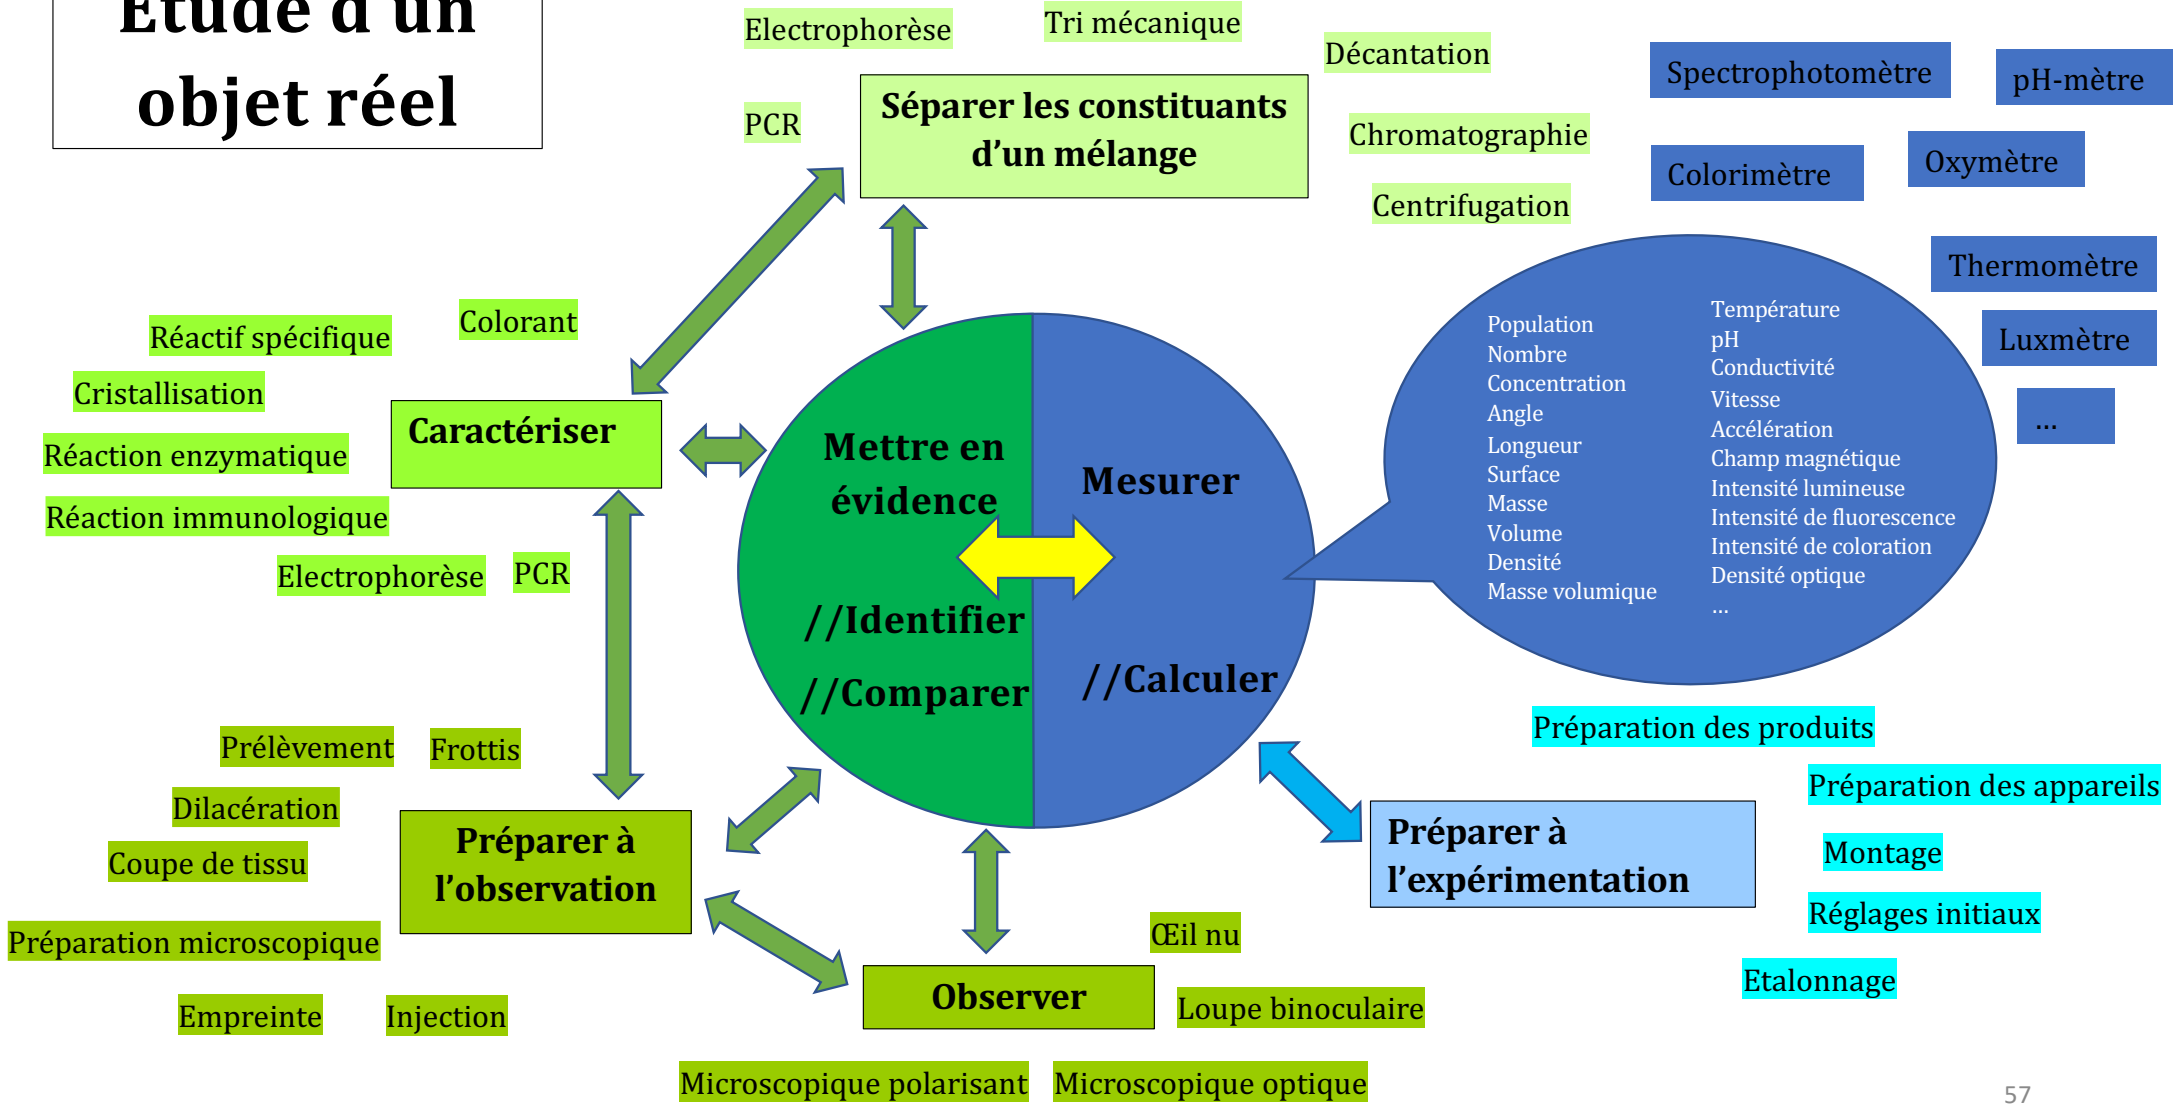 Etude d'un
objet réel
Electrophorèse
Tri mécanique
Décantation
PCR
Séparer les constituants
d’un mélange
Chromatographie
Centrifugation
Spectrophotomètre
pH-mètre
Colorimètre
Oxymètre
Thermomètre
Luxmètre
...
Réactif spécifique
Colorant
Cristallisation
Réaction enzymatique
Réaction immunologique
Electrophorèse
PCR
Caractériser
Mettre en
évidence
//Identifier
//Comparer
Mesurer
//Calculer
Population
Nombre
Concentration
Angle
Longueur
Surface
Masse
Volume
Densité
Masse volumique
Température
pH
Conductivité
Vitesse
Accélération
Champ magnétique
Intensité lumineuse
Intensité de fluorescence
Intensité de coloration
Densité optique
...
Prélèvement
Frottis
Dilacération
Coupe de tissu
Préparation microscopique
Empreinte
Injection
Préparer à
l’observation
Observer
Œil nu
Loupe binoculaire
Microscopique polarisant
Microscopique optique
Préparer à
l’expérimentation
Préparation des produits
Préparation des appareils
Montage
Réglages initiaux
Etalonnage
57